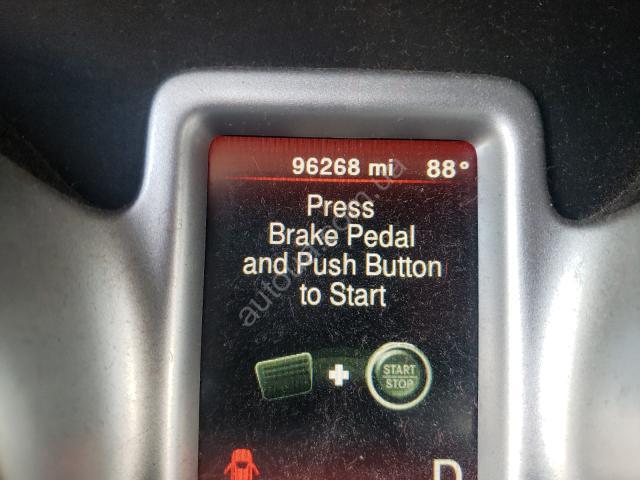 96268 mi 88°
Press
Brake Pedal
and Push Button
to Start
START
STOP